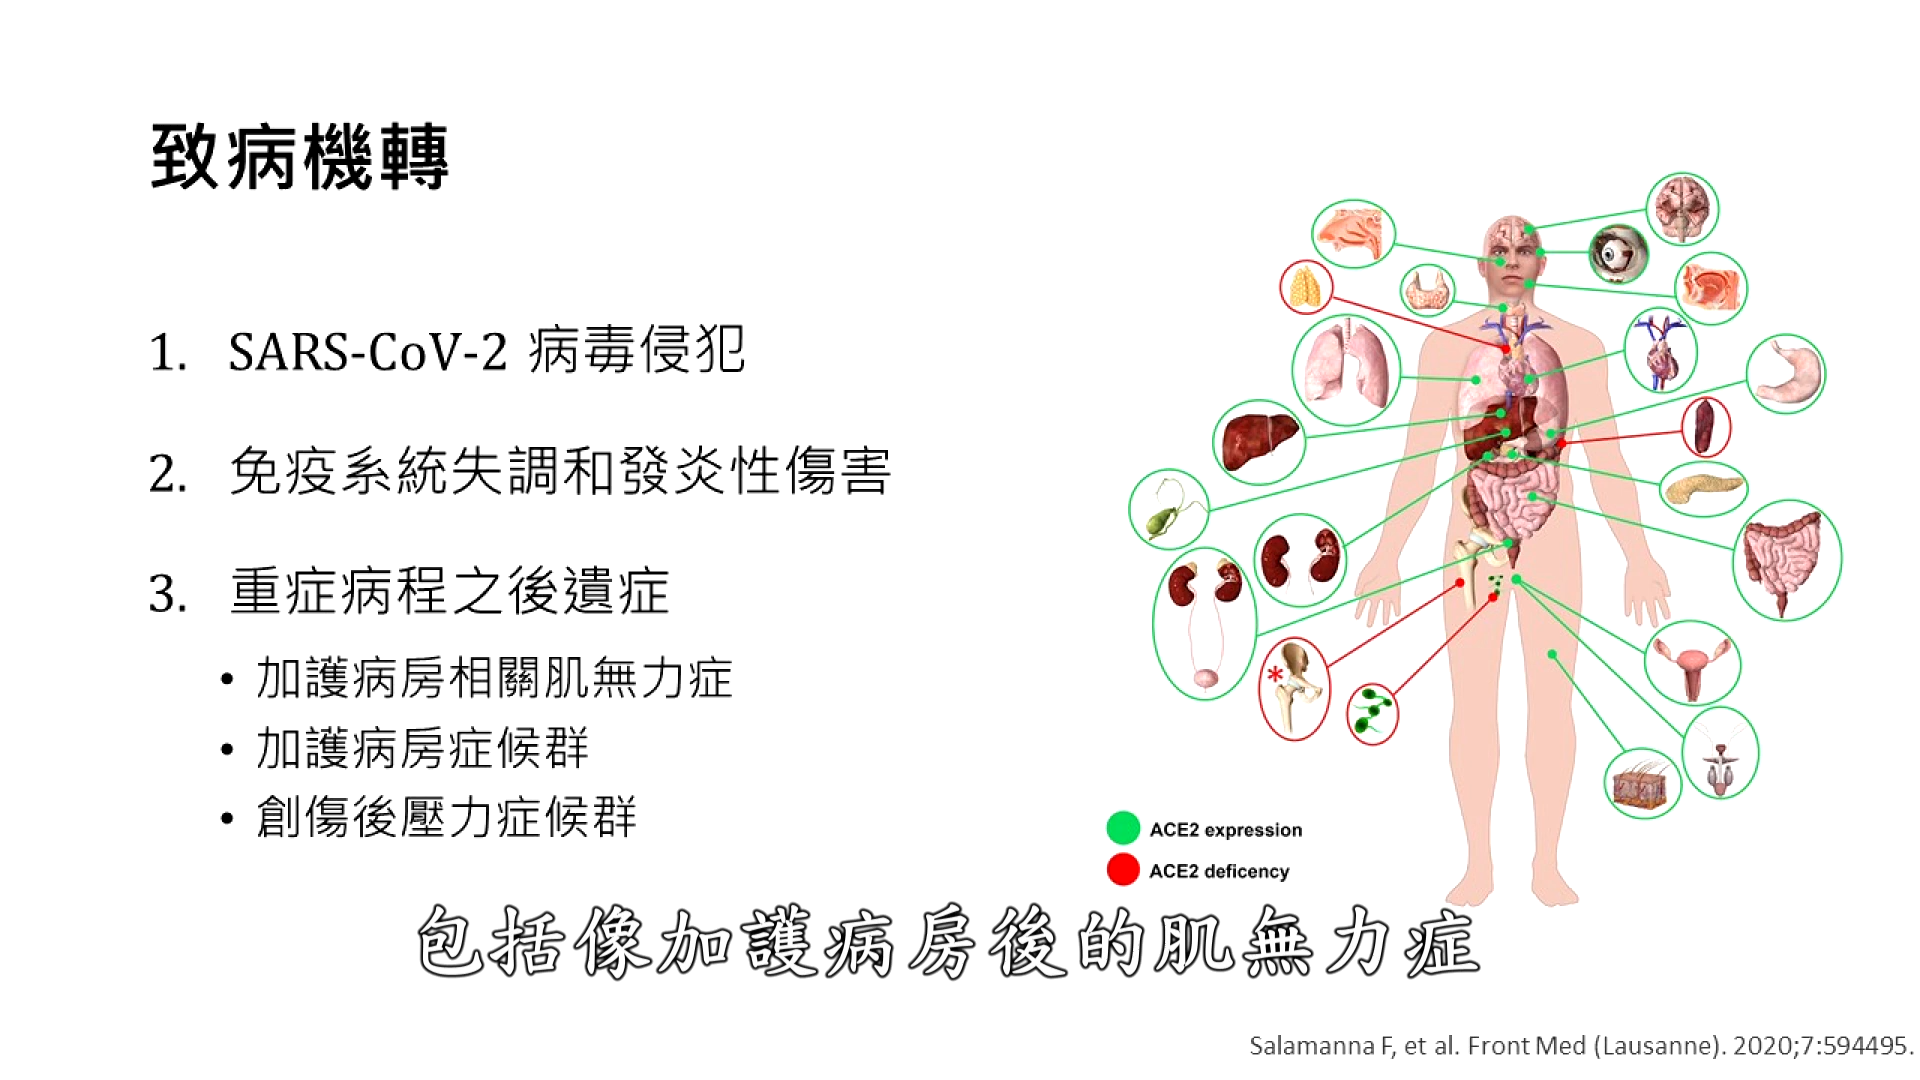 致病機轉
1. SARS-CoV-2 病毒侵犯
2. 免疫系統失調和發炎性傷害
3. 重症病程之後遺症
• 加護病房相關肌無力症
• 加護病房症候群
• 創傷後壓力症候群
*
ACE2 expression
ACE2 deficency
包括像加護病房後的肌無力症
Salamanna F, et al. Front Med (Lausanne). 2020;7:594495.